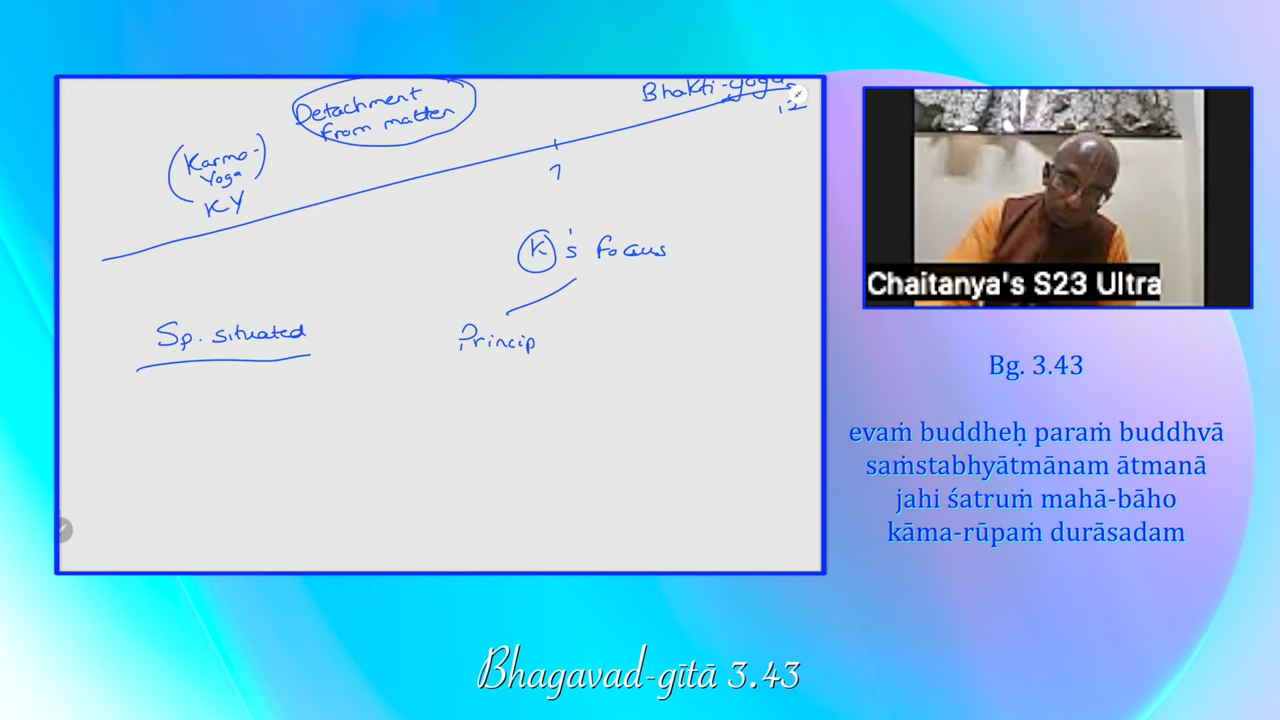 Bhakti-yoga
12
Detachment
from matter
(Karma-
Yoga)
KY
7
K's focus
Sp. situated
Princip
Chaitanya's S23 Ultra
Bg. 3.43
evaṁ buddheḥ paraṁ buddhvā
saṁstabhyātmānam ātmanā
jahi śatruṁ mahā-bāho
kāma-rūpaṁ durāsadam
Bhagavad-gītā 3.43